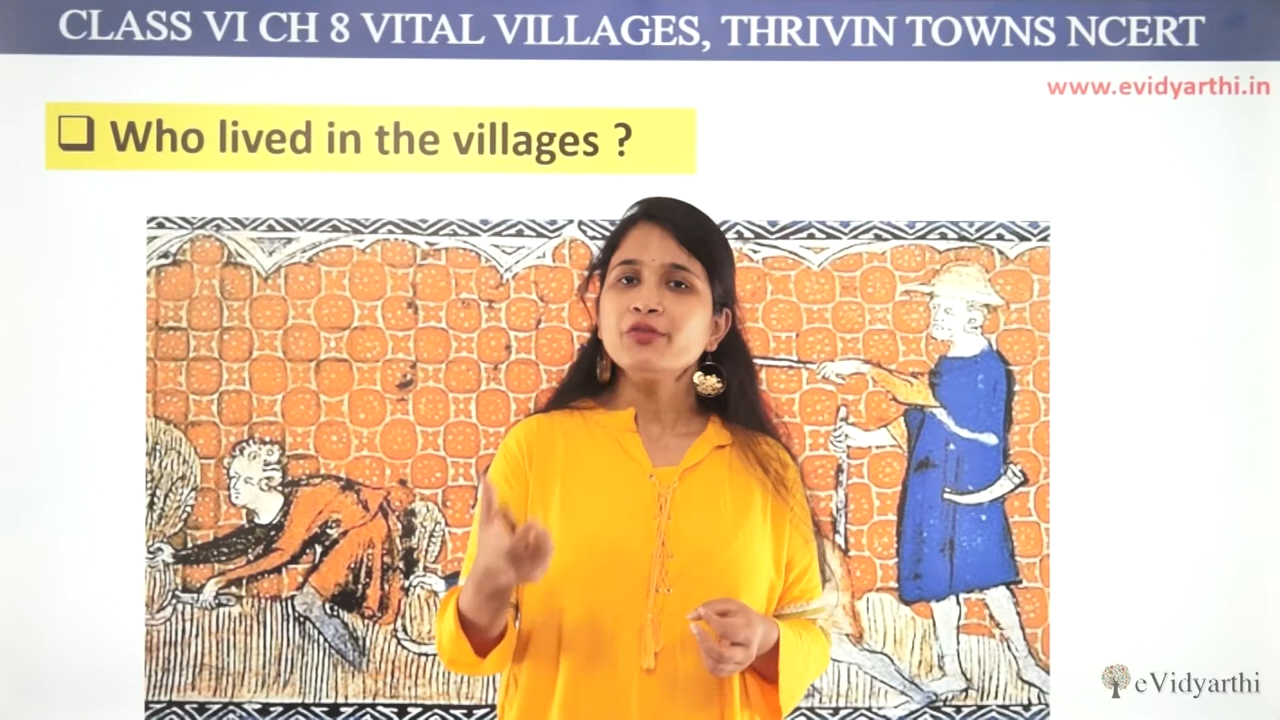 CLASS VI CH 8 VITAL VILLAGES, THRIVIN TOWNS NCERT
www.evidyarthi.in
Who lived in the villages ?
eVidyarthi